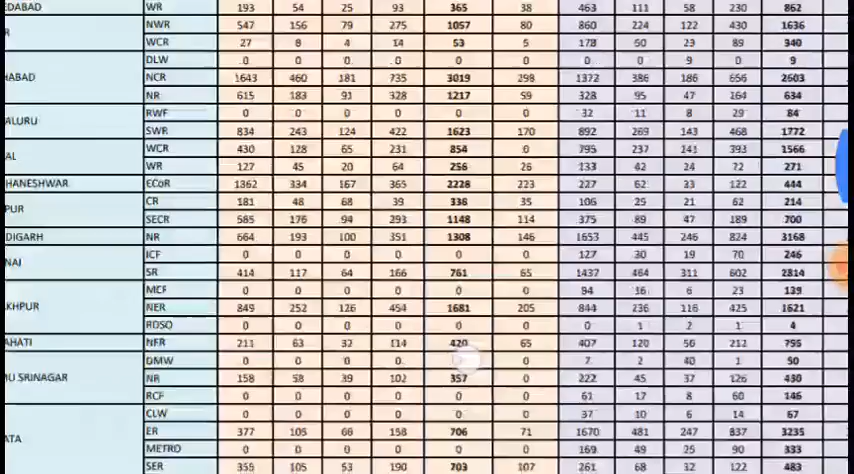 EDABAD WR 193 54 25 93 365 38 463 111 58 230 862
R NWR 547 156 79 275 1057 80 860 224 122 430 1636
WCR 27 8 4 14 53 5 178 50 23 89 340
DLW 0 0 0 0 0 0 0 0 9 0 9
HABAD NCR 1643 460 181 735 3019 298 1372 386 186 656 2603
NR 615 183 91 328 1217 59 328 95 47 164 634
ALURU RWF 0 0 0 0 0 0 32 11 8 29 84
SWR 834 243 124 422 1623 170 892 269 143 468 1772
AL WCR 430 128 65 231 854 0 795 237 141 393 1566
WR 127 45 20 64 256 26 133 42 24 72 271
HANESHWAR ECoR 1362 334 167 365 2228 223 227 62 33 122 444
PUR CR 181 48 68 39 336 35 106 25 21 62 214
SECR 585 176 94 293 1148 114 375 89 47 189 700
DIGARH NR 664 193 100 351 1308 146 1653 445 246 824 3168
NAI ICF 0 0 0 0 0 0 127 30 19 70 246
SR 414 117 64 166 761 65 1437 464 311 602 2814
AKHPUR MCF 0 0 0 0 0 0 94 16 6 23 139
NER 849 252 126 454 1681 205 844 236 116 425 1621
RDSO 0 0 0 0 0 0 0 1 2 1 4
AHATI NFR 211 63 32 114 420 65 407 120 56 212 795
MU SRINAGAR DMW 0 0 0 0 0 7 2 40 1 50
NR 158 58 39 102 357 0 222 45 37 126 430
RCF 0 0 0 0 0 0 61 17 8 60 146
ATA CLW 0 0 0 0 0 0 37 10 6 14 67
ER 377 105 66 158 706 71 1670 481 247 837 3235
METRO 0 0 0 0 0 0 169 49 25 90 333
SER 355 105 53 190 703 107 261 68 32 122 483